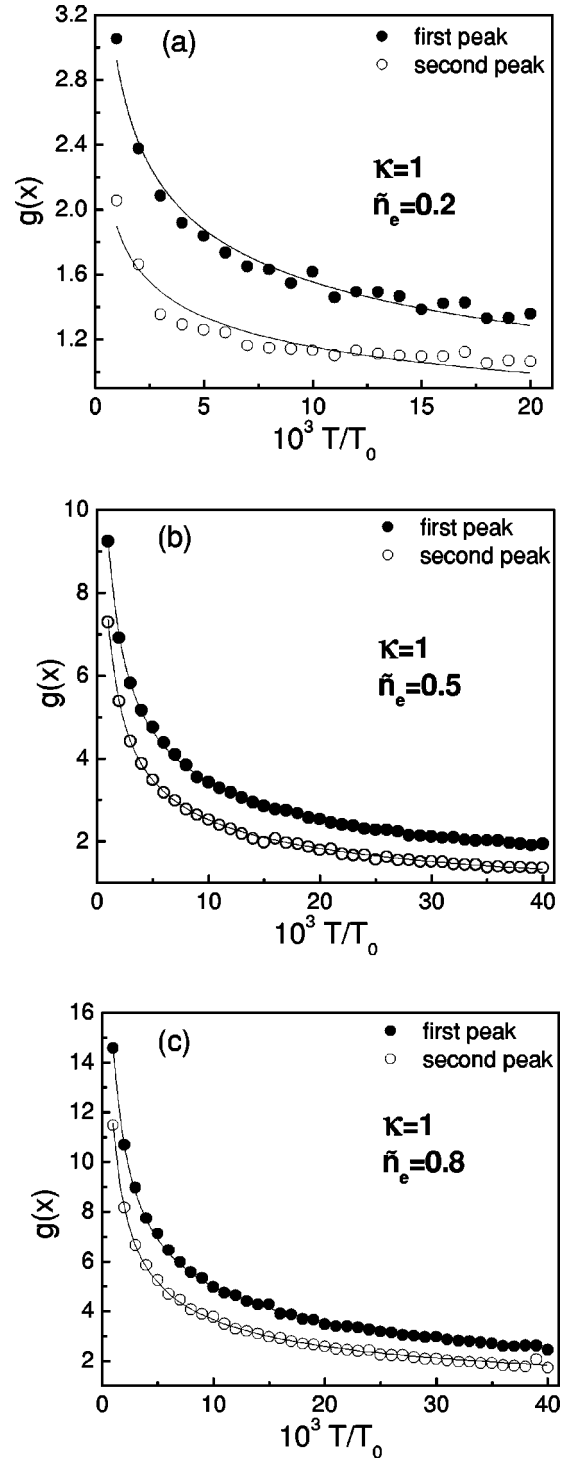 (a)
first peak
second peak
κ=1
ñₑ=0.2
g(x)
3.2
2.8
2.4
2.0
1.6
1.2
0 5 10 15 20
10³ T/T₀
(b)
first peak
second peak
κ=1
ñₑ=0.5
g(x)
10
8
6
4
2
0 10 20 30 40
10³ T/T₀
(c)
first peak
second peak
κ=1
ñₑ=0.8
g(x)
16
14
12
10
8
6
4
2
0 10 20 30 40
10³ T/T₀